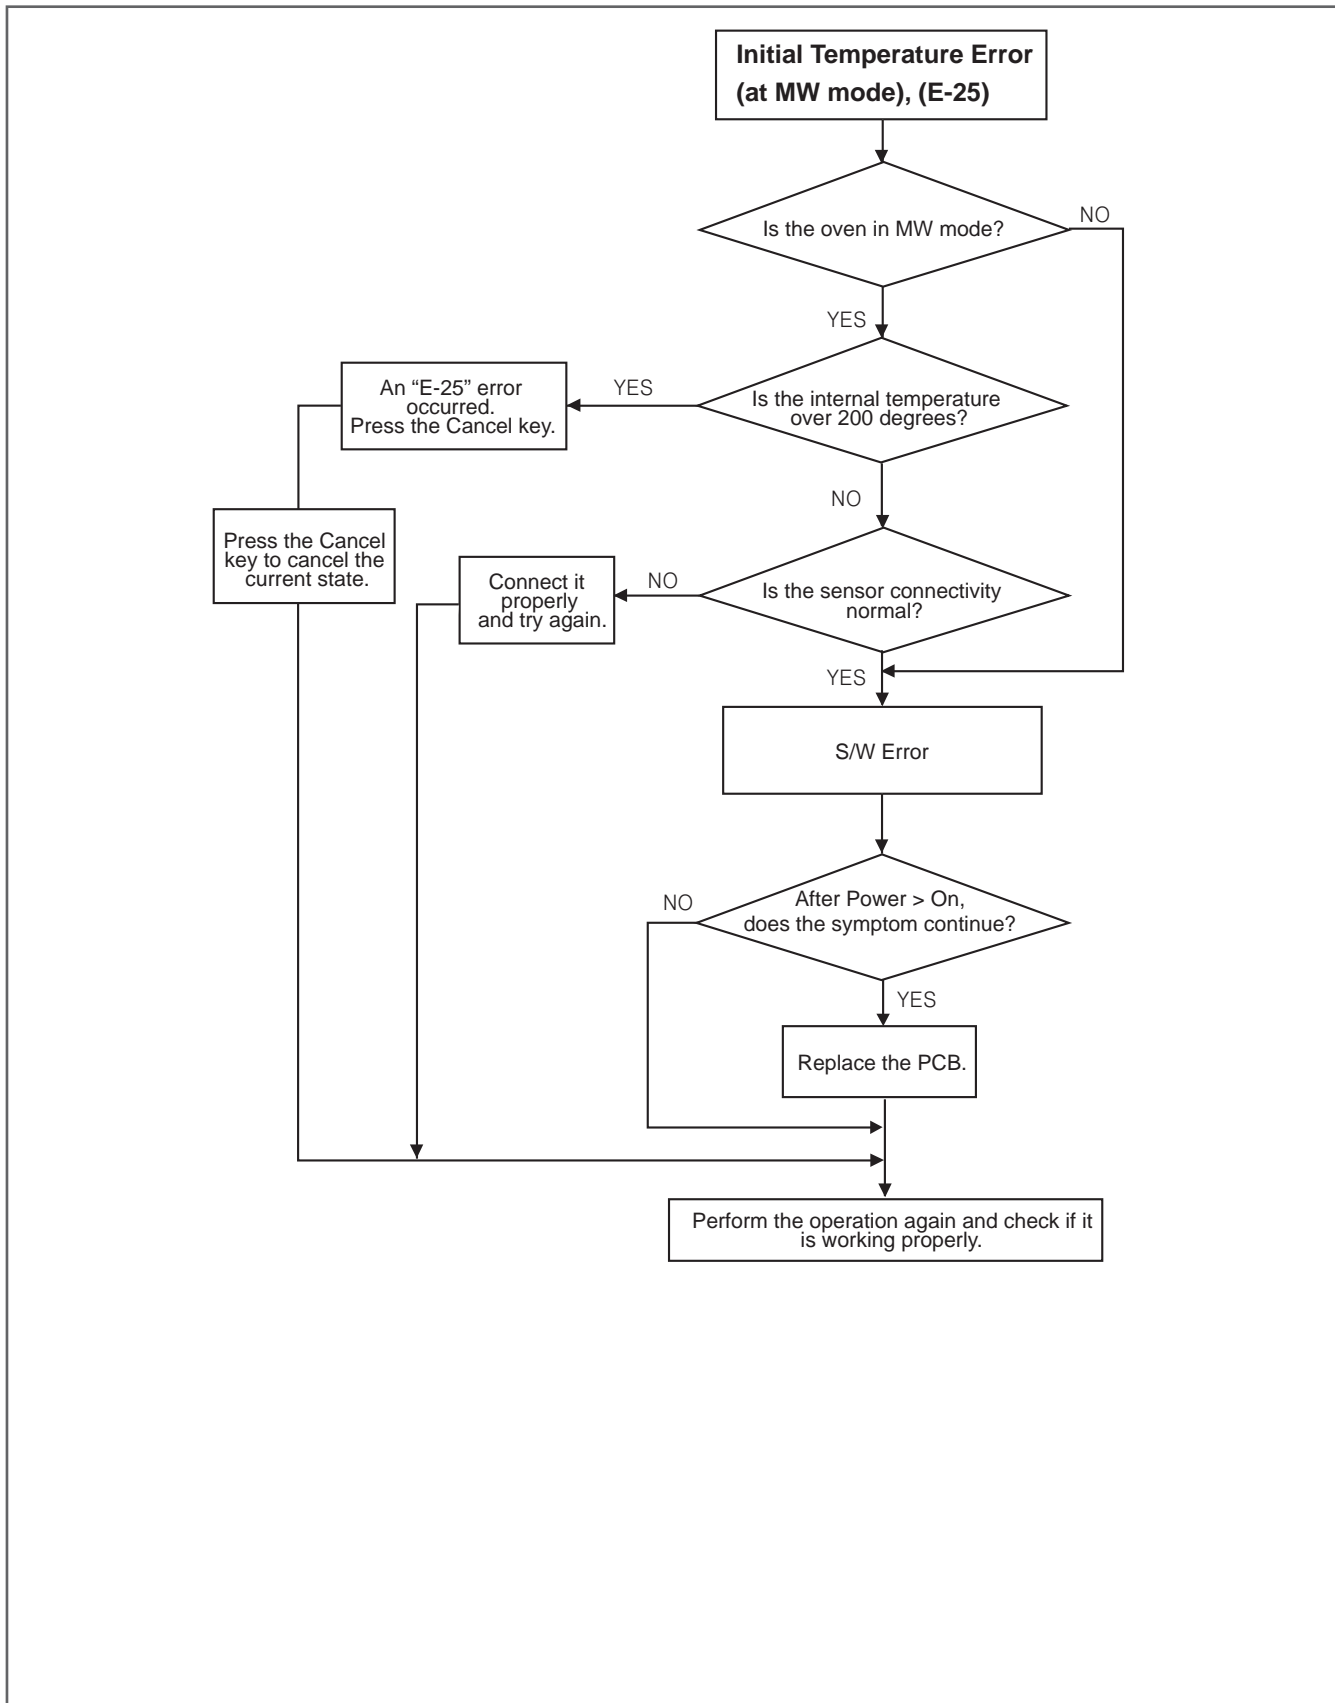 Initial Temperature Error
(at MW mode), (E-25)
Is the oven in MW mode?
NO
YES
An “E-25” error
occurred.
Press the Cancel key.
YES
Is the internal temperature
over 200 degrees?
NO
Press the Cancel
key to cancel the
current state.
Connect it
properly
and try again.
NO
Is the sensor connectivity
normal?
YES
S/W Error
NO
After Power > On,
does the symptom continue?
YES
Replace the PCB.
Perform the operation again and check if it
is working properly.